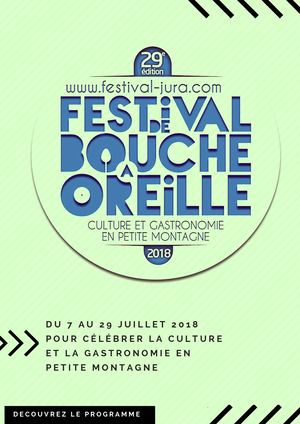 29e
édition
www.festival-jura.com
FESTIVAL
DE
BOUCHE
A
OREILLE
CULTURE ET GASTRONOMIE
EN PETITE MONTAGNE
2018
DU 7 AU 29 JUILLET 2018
POUR CÉLÉBRER LA CULTURE
ET LA GASTRONOMIE EN
PETITE MONTAGNE
DECOUVREZ LE PROGRAMME